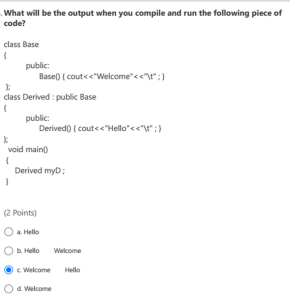 . What will be the output when you compile and run the following piece of
code?
class Base
{
public:
Base() { cout<<"Welcome"<<"\t" ; }
};
class Derived : public Base
{
public:
Derived() { cout<<"Hello"<<"\t" ; }
};
void main()
{
Derived myD ;
}
(2 Points)
a. Hello
b. Hello Welcome
c. Welcome Hello
d. Welcome